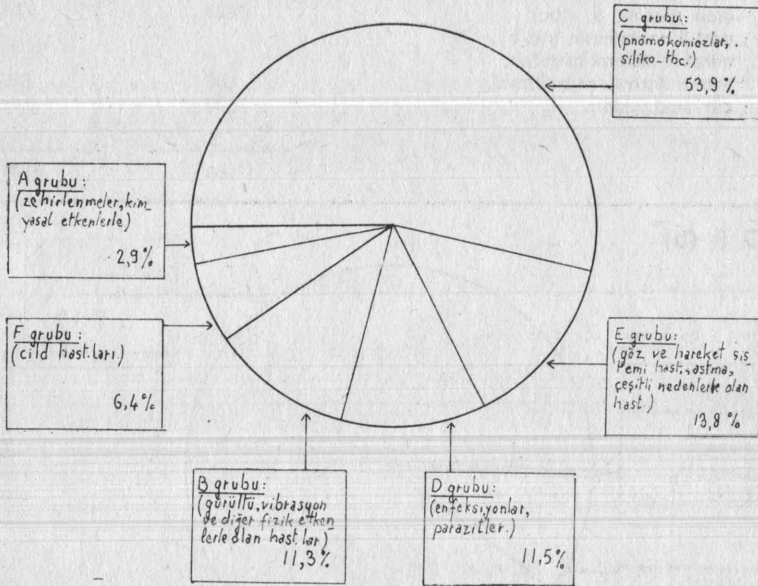 C grubu:
(pnömokonıozlar,
siliko-tbc.)
53,9 %
A grubu:
(zehirlenmeler, kim_
yasal etkenlerle)
2,9 %
F grubu:
(cild hast.ları.)
6,4 %
E grubu:
(göz ve hareket sis
temi hast., astma,
çeşitli nedenlerle olan
hast.)
13,8 %
B grubu:
(gürültü, vibrasyon
ve diğer fizik etken
lerle olan hast.lar)
11,3%
D grubu:
(enfeksiyonlar,
parazitler.)
11,5%